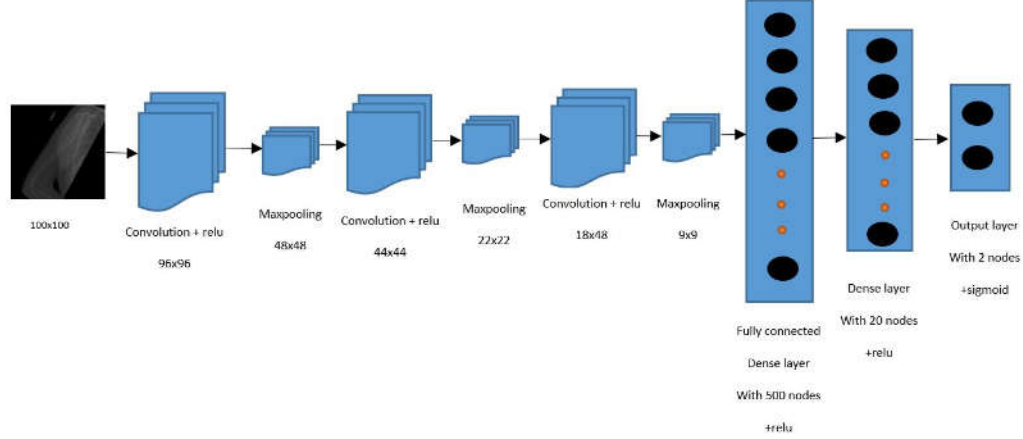 100x100
Convolution + relu
96x96
Maxpooling
48x48
Convolution + relu
44x44
Maxpooling
22x22
Convolution + relu
18x48
Maxpooling
9x9
Fully connected
Dense layer
With 500 nodes
+relu
Dense layer
With 20 nodes
+relu
Output layer
With 2 nodes
+sigmoid